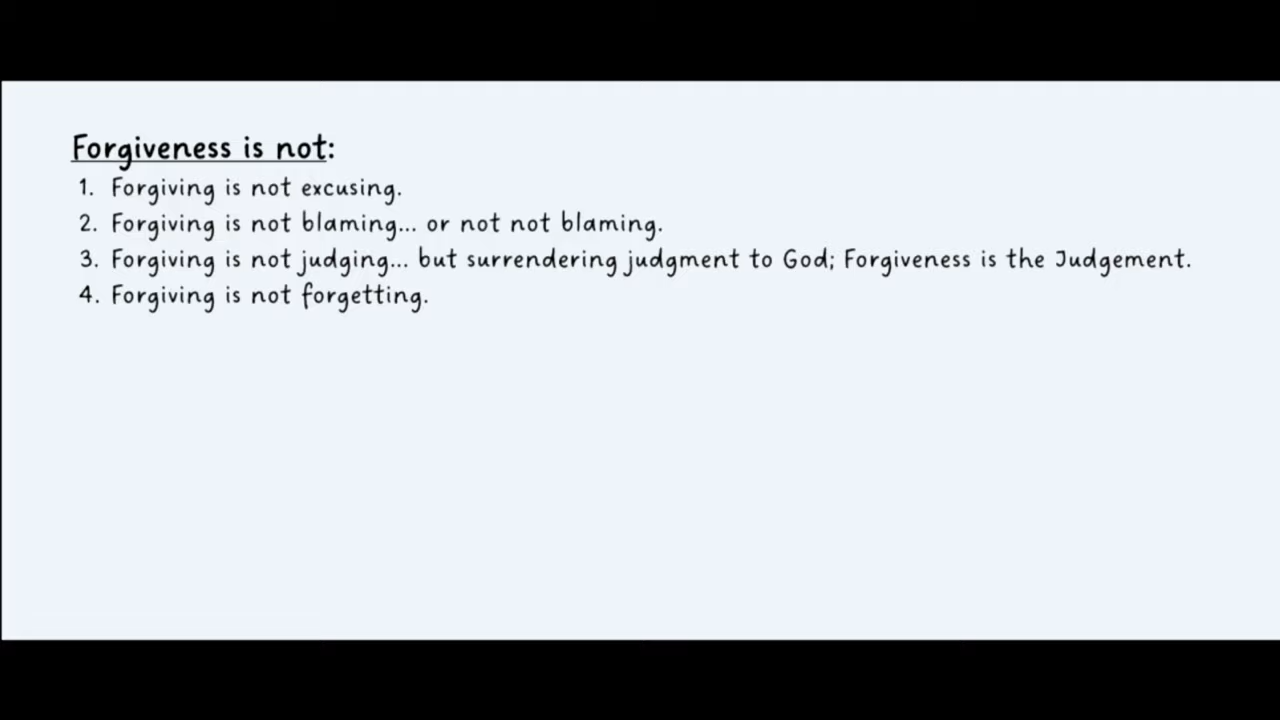 Forgiveness is not:
1. Forgiving is not excusing.
2. Forgiving is not blaming... or not not blaming.
3. Forgiving is not judging... but surrendering judgment to God; Forgiveness is the Judgement.
4. Forgiving is not forgetting.